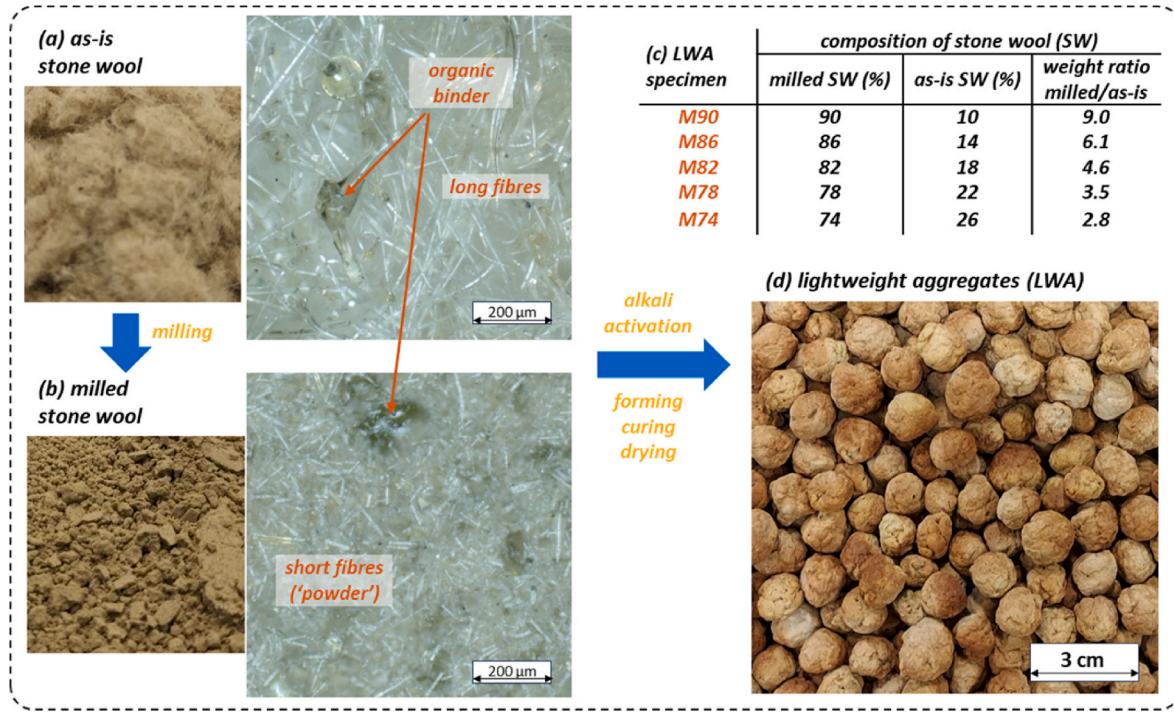 (a) as-is
stone wool
organic
binder
long fibres
200 µm
milling
(b) milled
stone wool
short fibres
('powder')
200 µm
alkali
activation
forming
curing
drying
(c) LWA
specimen
composition of stone wool (SW)
milled SW (%) as-is SW (%) weight ratio
milled/as-is
M90 90 10 9.0
M86 86 14 6.1
M82 82 18 4.6
M78 78 22 3.5
M74 74 26 2.8
(d) lightweight aggregates (LWA)
3 cm